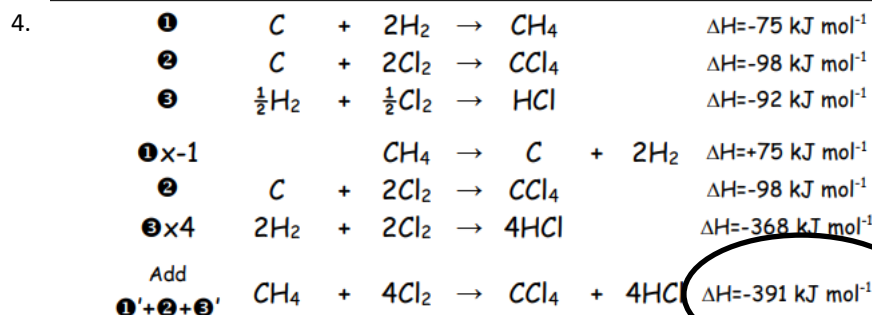 4. ❶ C + 2H₂ → CH₄ ΔH=-75 kJ mol⁻¹
❷ C + 2Cl₂ → CCl₄ ΔH=-98 kJ mol⁻¹
❸ ½H₂ + ½Cl₂ → HCl ΔH=-92 kJ mol⁻¹
❶x-1 CH₄ → C + 2H₂ ΔH=+75 kJ mol⁻¹
❷ C + 2Cl₂ → CCl₄ ΔH=-98 kJ mol⁻¹
❸x4 2H₂ + 2Cl₂ → 4HCl ΔH=-368 kJ mol⁻¹
Add
❶'+❷+❸' CH₄ + 4Cl₂ → CCl₄ + 4HCl ΔH=-391 kJ mol⁻¹